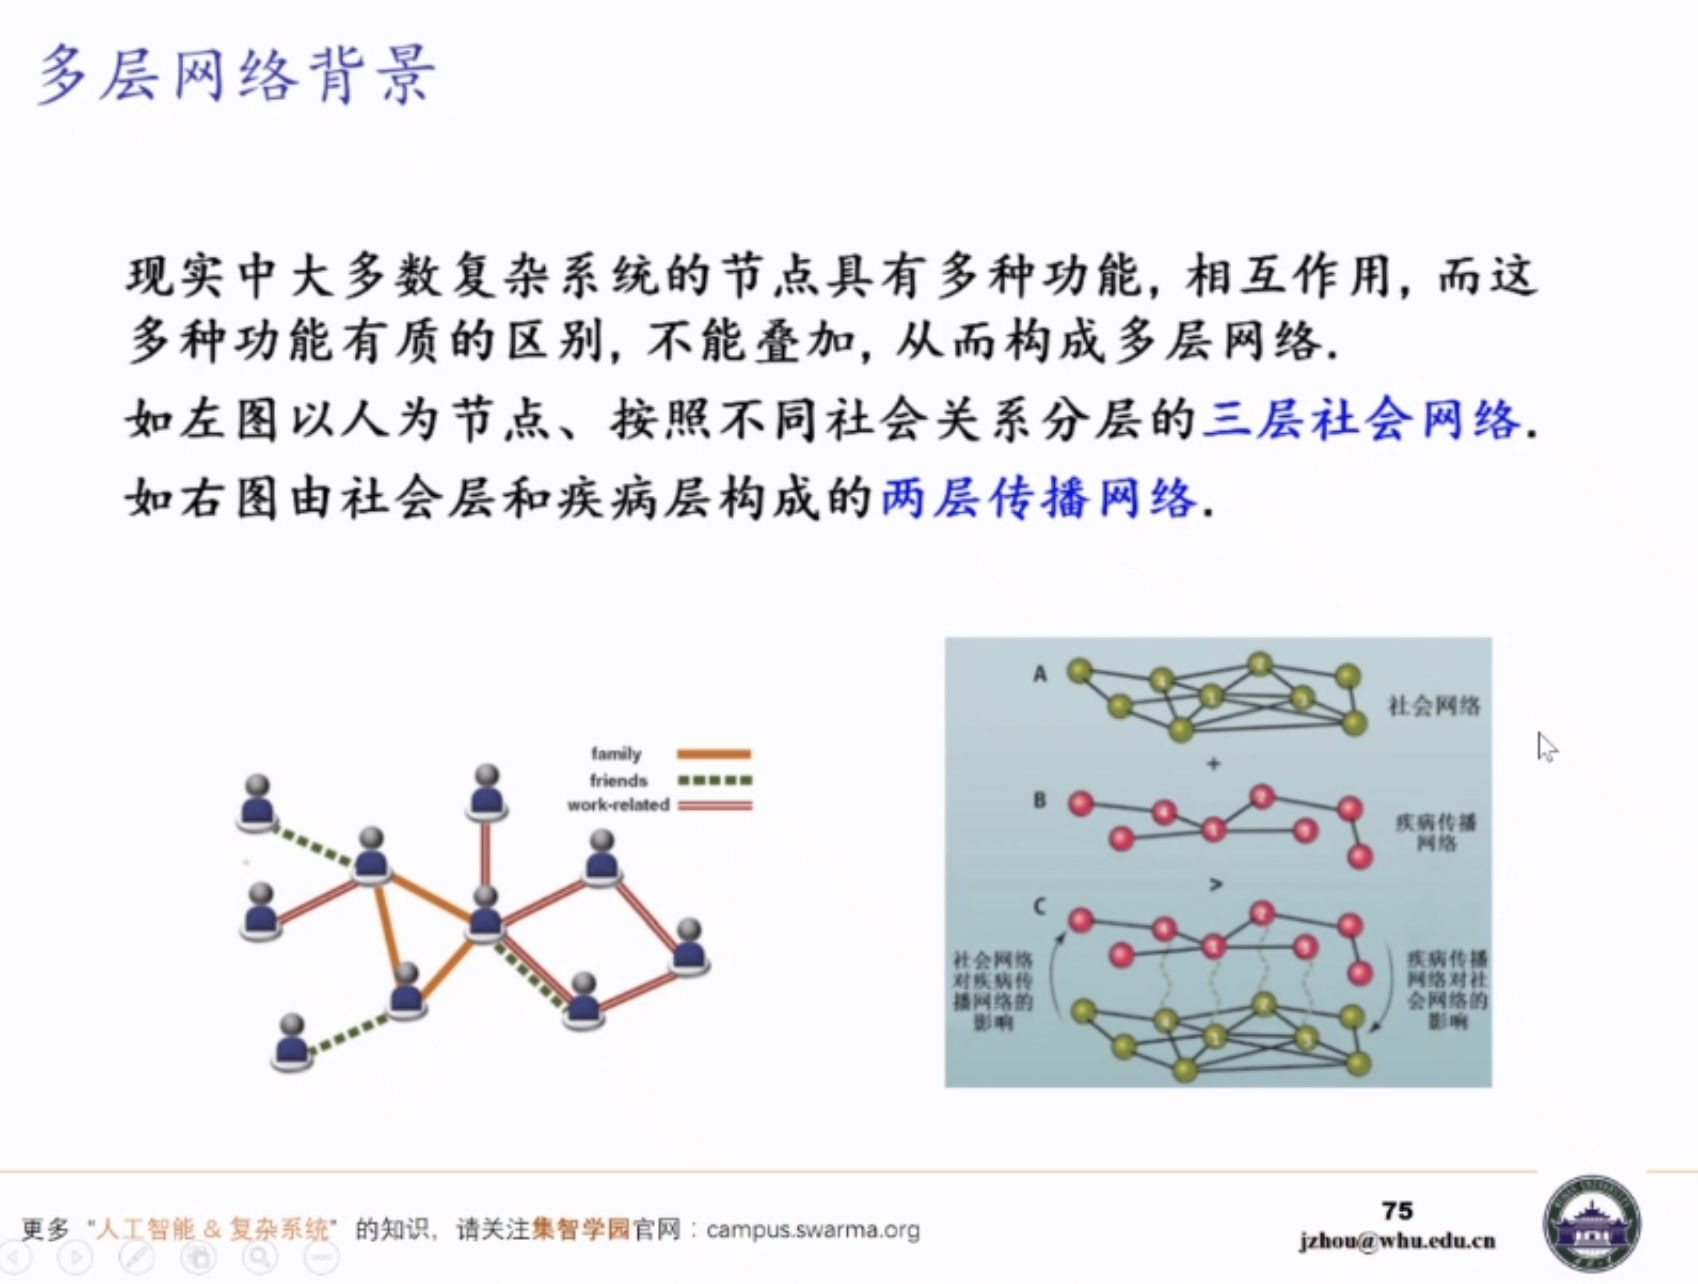 多层网络背景
现实中大多数复杂系统的节点具有多种功能, 相互作用, 而这
多种功能有质的区别, 不能叠加, 从而构成多层网络.
如左图以人为节点、按照不同社会关系分层的三层社会网络.
如右图由社会层和疾病层构成的两层传播网络.
family
friends
work-related
A
社会网络
+
B
疾病传播
网络
>
C
社会网络
对疾病传
播网络的
影响
疾病传播
网络对社
会网络的
影响
更多 “人工智能 & 复杂系统” 的知识, 请关注集智学园官网：campus.swarma.org
75
jzhou@whu.edu.cn